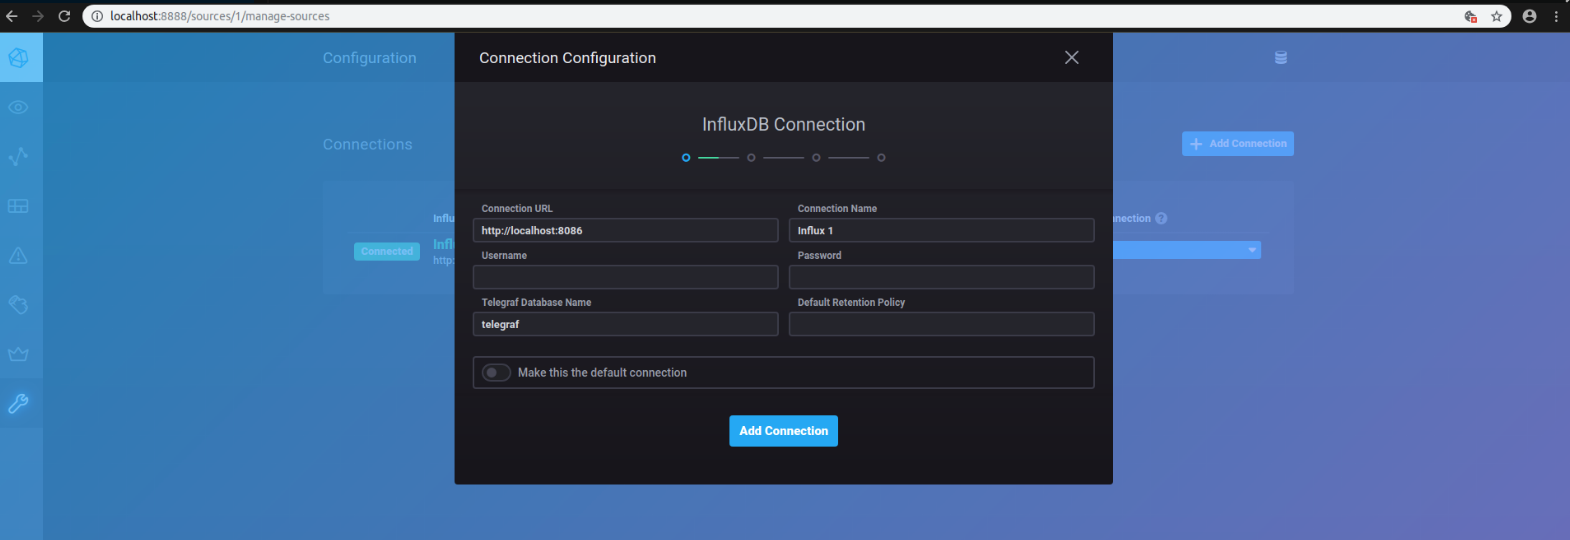 localhost:8888/sources/1/manage-sources
Configuration
Connection Configuration
InfluxDB Connection
Connections
Add Connection
Connection URL
Connection Name
http://localhost:8086
Influx 1
Username
Password
Telegraf Database Name
Default Retention Policy
telegraf
Make this the default connection
Add Connection
Influ
nnection ?
Connected
Infl
http: